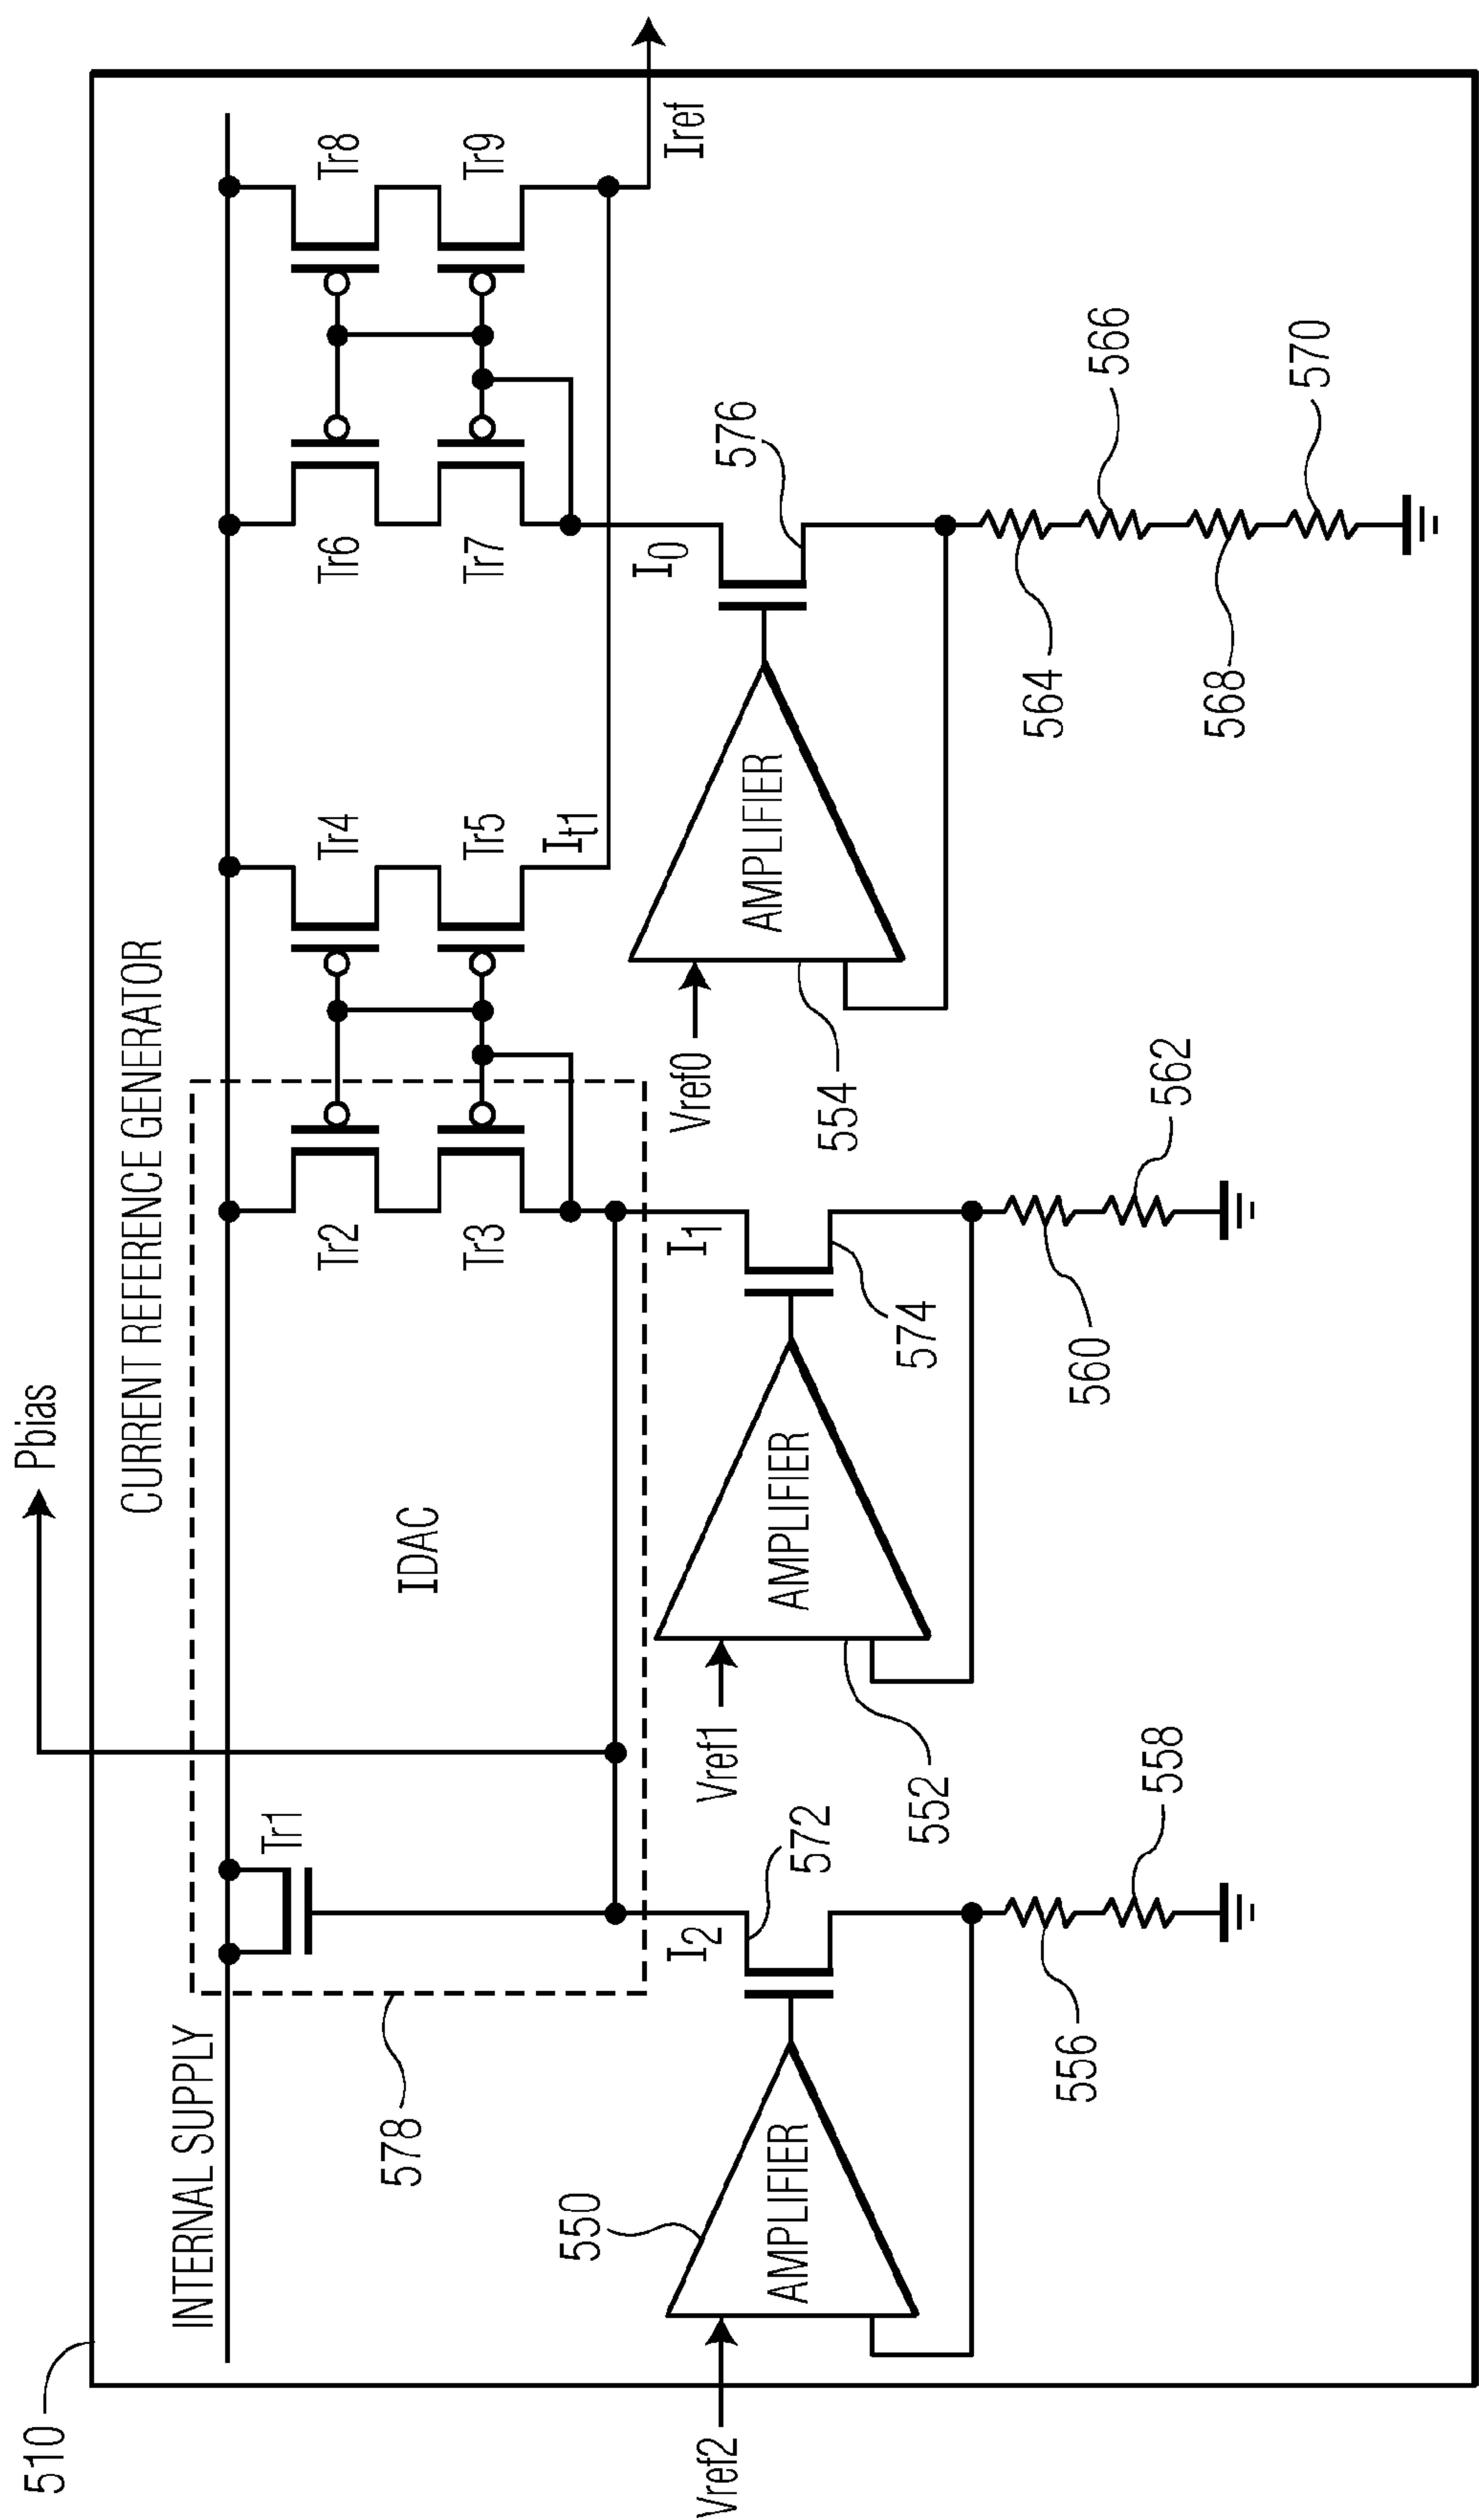 510
Pbias
CURRENT REFERENCE GENERATOR
INTERNAL SUPPLY
578
Tr1
IDAC
Tr2
Tr3
Tr4
Tr5
It1
Tr6
Tr7
Tr8
Tr9
Iref
I2
I1
I0
550
572
Vref2
AMPLIFIER
Vref1
AMPLIFIER
552
574
Vref0
AMPLIFIER
554
576
556
558
560
562
564
566
568
570